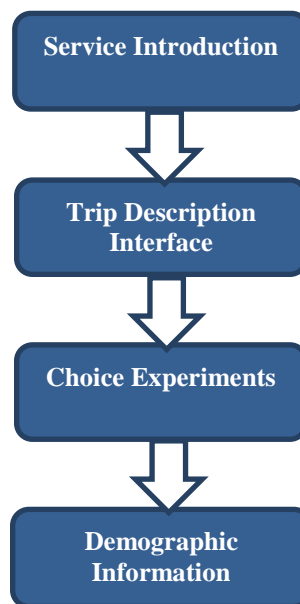 Service Introduction
Trip Description
Interface
Choice Experiments
Demographic
Information